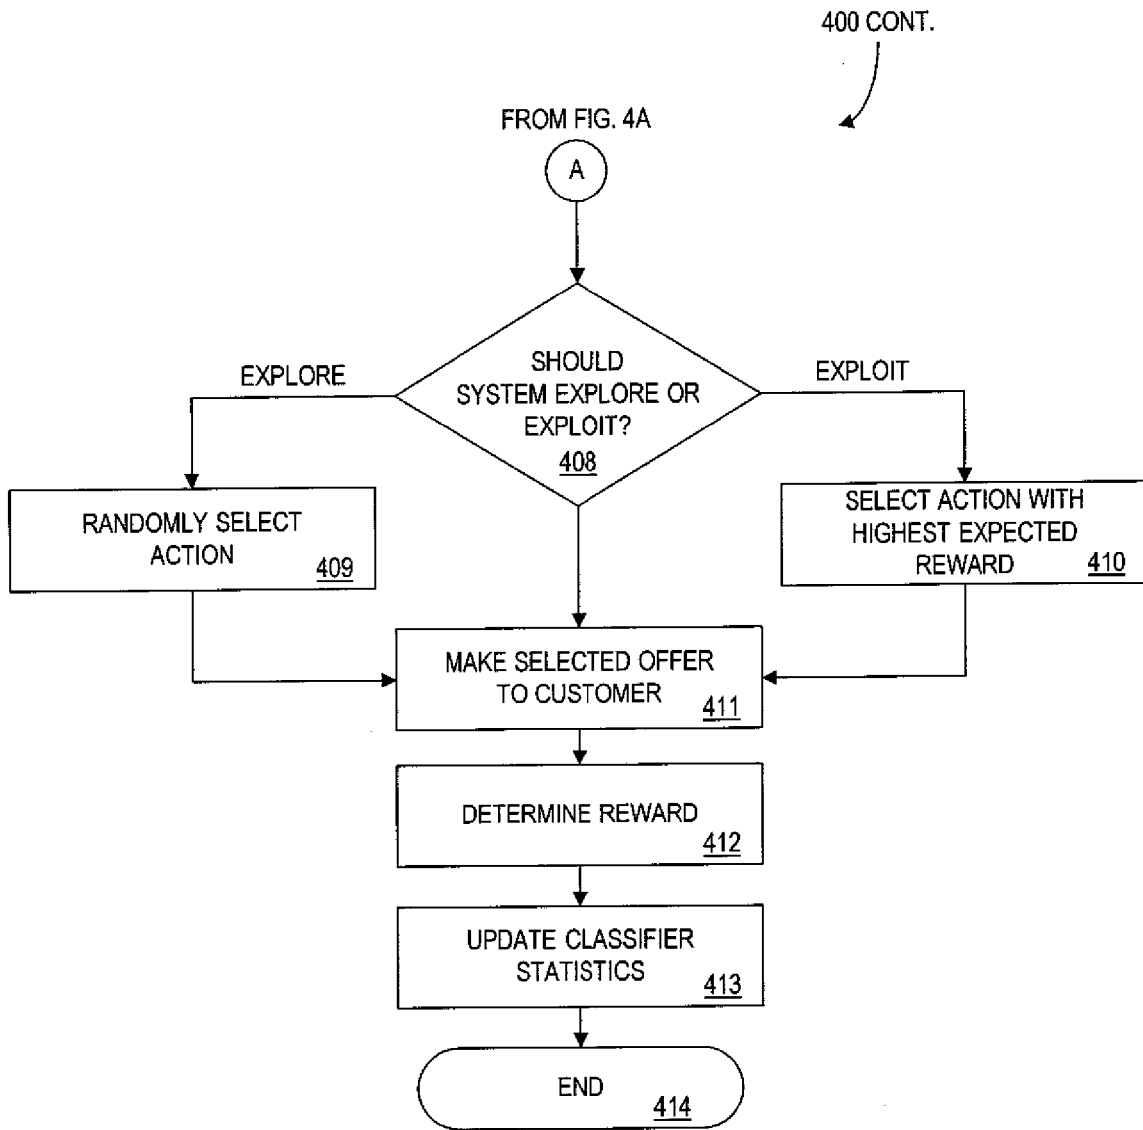 400 CONT.
FROM FIG. 4A
A
SHOULD
SYSTEM EXPLORE OR
EXPLOIT?
408
EXPLORE
EXPLOIT
RANDOMLY SELECT
ACTION
409
SELECT ACTION WITH
HIGHEST EXPECTED
REWARD
410
MAKE SELECTED OFFER
TO CUSTOMER
411
DETERMINE REWARD
412
UPDATE CLASSIFIER
STATISTICS
413
END
414